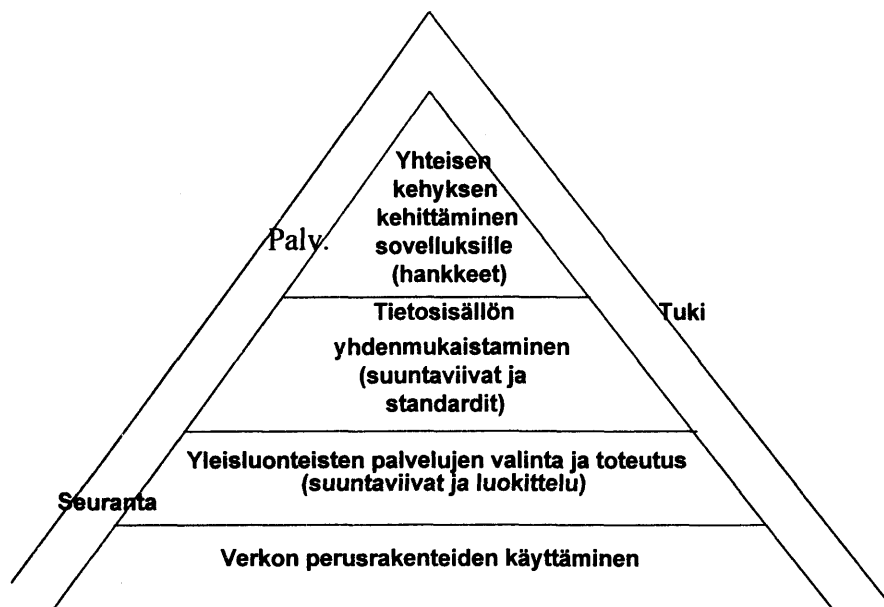 Yhteisen
kehyksen
kehittäminen
Palv.
sovelluksille
(hankkeet)
Tietosisällön
Tuki
yhdenmukaistaminen
(suuntaviivat ja
standardit)
Yleisluonteisten palvelujen valinta ja toteutus
(suuntaviivat ja luokittelu)
Seuranta
Verkon perusrakenteiden käyttäminen